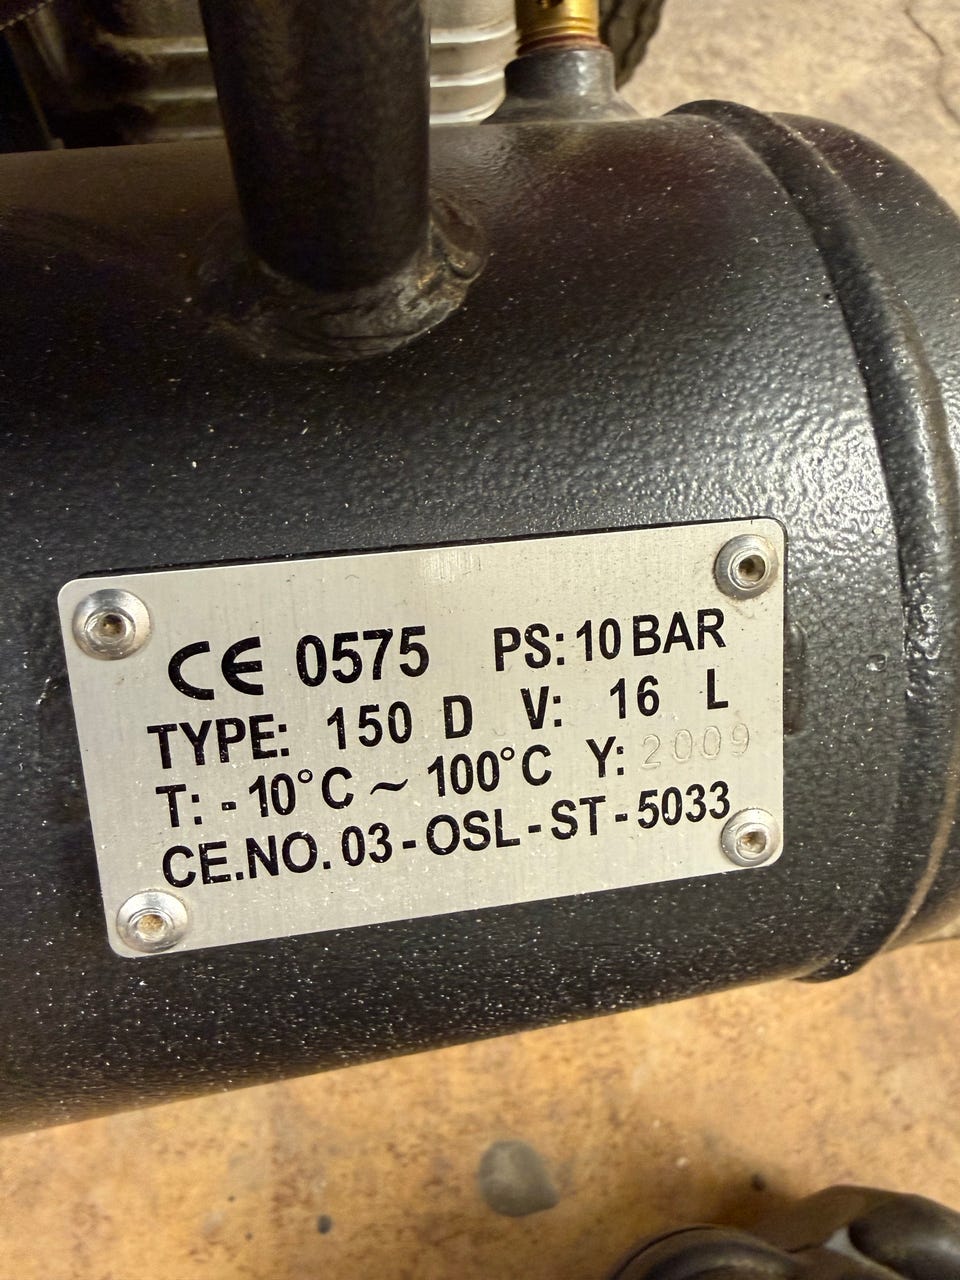 CE 0575 PS: 10 BAR
TYPE: 150 D V: 16 L
T: -10°C ~ 100°C Y: 2009
CE.NO. 03-OSL-ST-5033